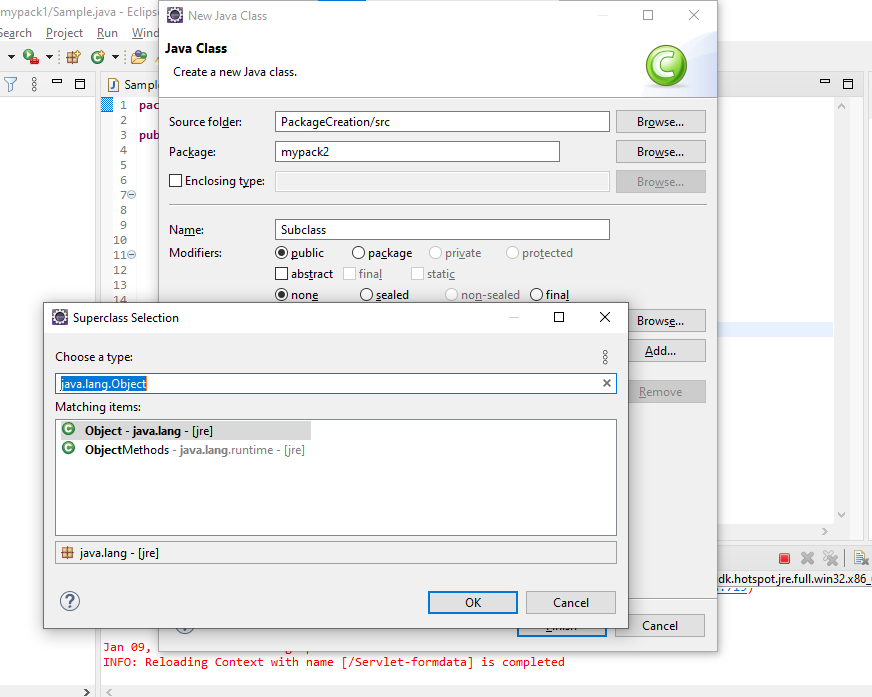 mypack1/Sample.java - Eclips
New Java Class
Search Project Run Wind
Java Class
Create a new Java class.
Sampl
1 pac
2
3 pub
4
5
6
7
8
9
10
11
12
13
14
Source folder: PackageCreation/src Browse...
Package: mypack2 Browse...
Enclosing type: Browse...
Name: Subclass
Modifiers: public package private protected
abstract final static
none sealed non-sealed final
Browse...
Add...
Remove
Superclass Selection
Choose a type:
java.lang.Object
Matching items:
Object - java.lang - [jre]
ObjectMethods - java.lang.runtime - [jre]
java.lang - [jre]
OK Cancel
Finish Cancel
dk.hotspot.jre.full.win32.x86_
Jan 09,
INFO: Reloading Context with name [/Servlet-formdata] is completed